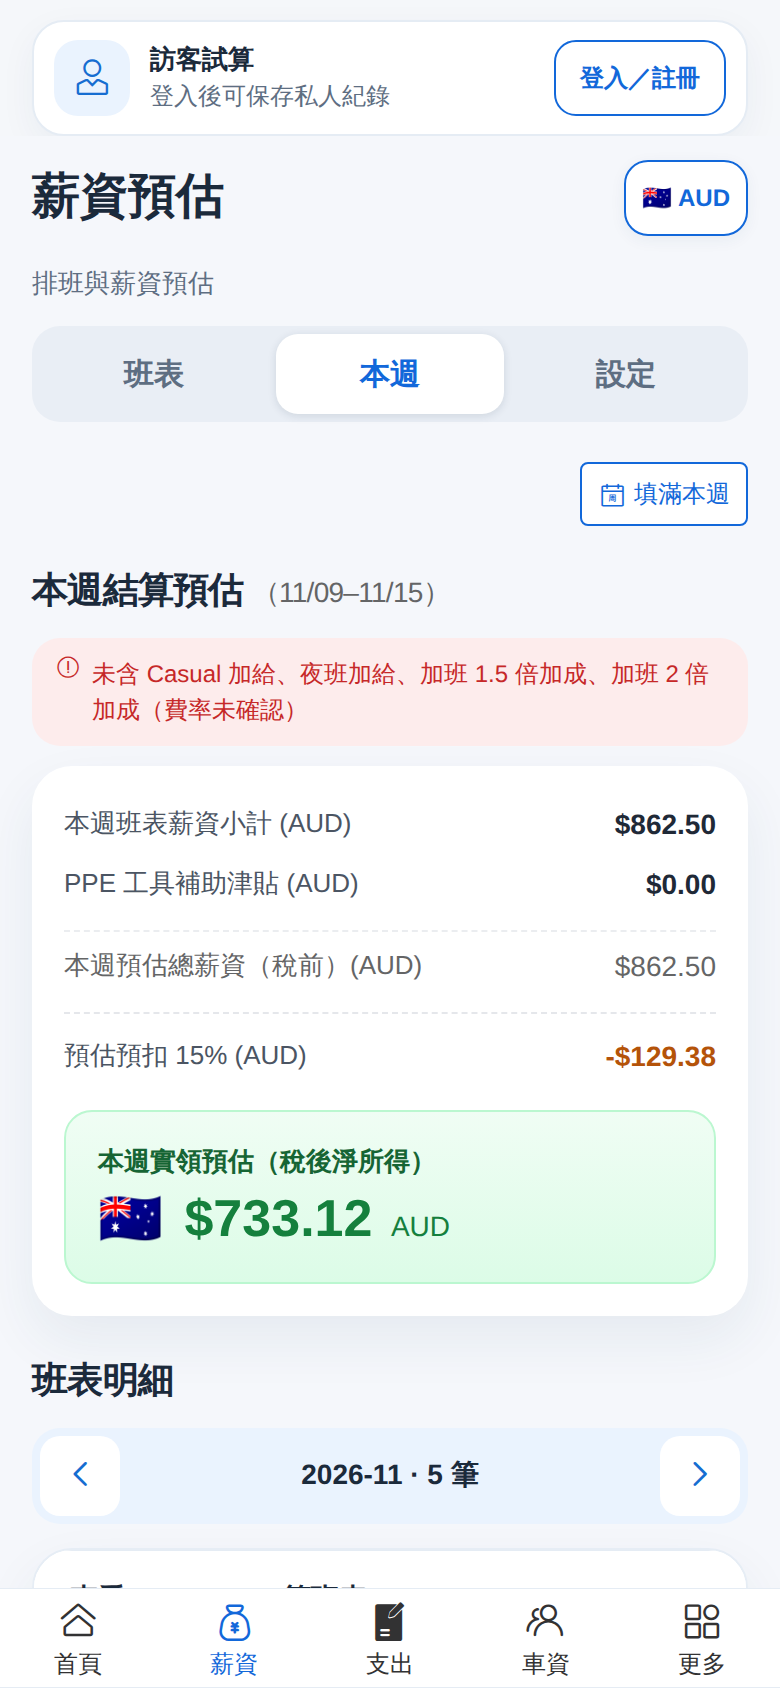 訪客試算
登入後可保存私人紀錄
登入／註冊
薪資預估
AUD
排班與薪資預估
班表
本週
設定
填滿本週
本週結算預估 （11/09–11/15）
未含 Casual 加給、夜班加給、加班 1.5 倍加成、加班 2 倍
加成（費率未確認）
本週班表薪資小計 (AUD) $862.50
PPE 工具補助津貼 (AUD) $0.00
本週預估總薪資（稅前）(AUD) $862.50
預估預扣 15% (AUD) -$129.38
本週實領預估（稅後淨所得）
$733.12 AUD
班表明細
2026-11 · 5 筆
首頁
薪資
支出
車資
更多